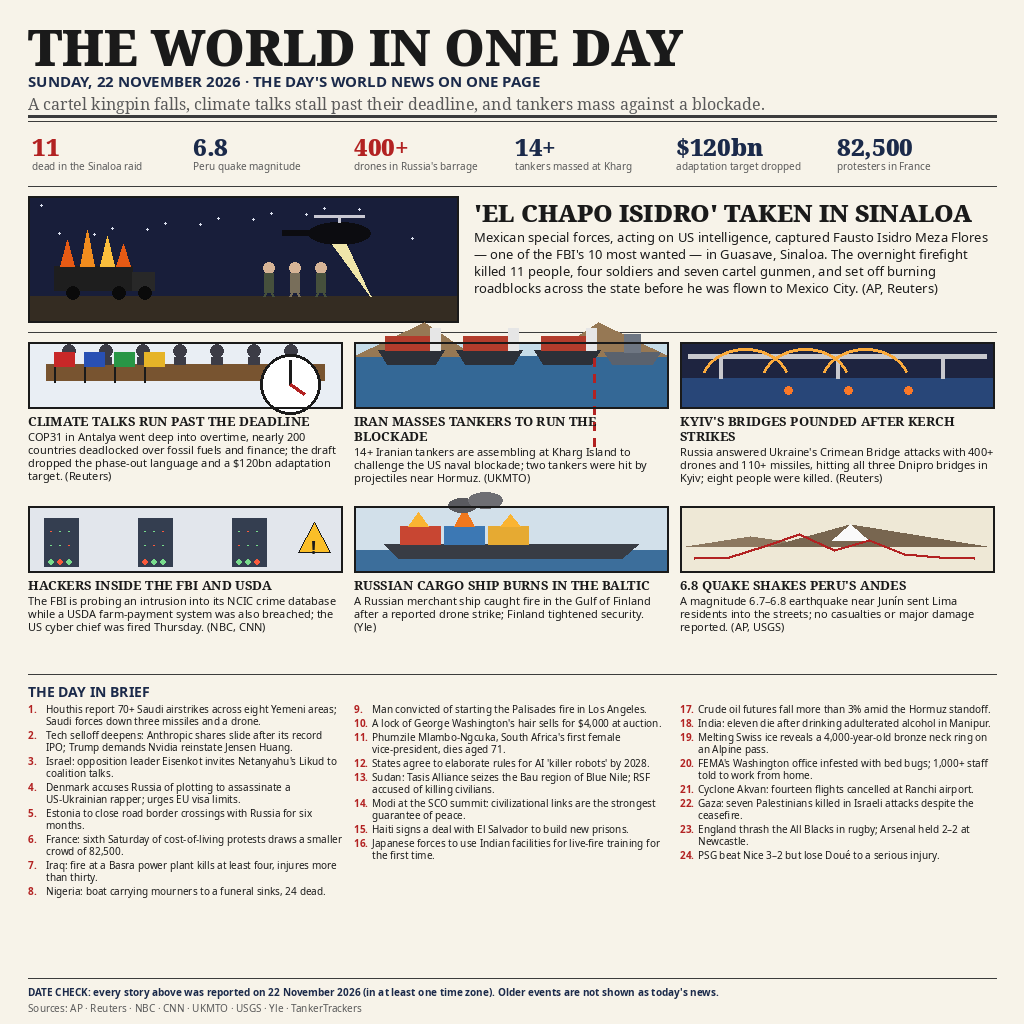 THE WORLD IN ONE DAY
SUNDAY, 22 NOVEMBER 2026 · THE DAY'S WORLD NEWS ON ONE PAGE
A cartel kingpin falls, climate talks stall past their deadline, and tankers mass against a blockade.
11
dead in the Sinaloa raid
6.8
Peru quake magnitude
400+
drones in Russia's barrage
14+
tankers massed at Kharg
$120bn
adaptation target dropped
82,500
protesters in France
'EL CHAPO ISIDRO' TAKEN IN SINALOA
Mexican special forces, acting on US intelligence, captured Fausto Isidro Meza Flores
— one of the FBI's 10 most wanted — in Guasave, Sinaloa. The overnight firefight
killed 11 people, four soldiers and seven cartel gunmen, and set off burning
roadblocks across the state before he was flown to Mexico City. (AP, Reuters)
CLIMATE TALKS RUN PAST THE DEADLINE
COP31 in Antalya went deep into overtime, nearly 200
countries deadlocked over fossil fuels and finance; the draft
dropped the phase-out language and a $120bn adaptation
target. (Reuters)
IRAN MASSES TANKERS TO RUN THE
BLOCKADE
14+ Iranian tankers are assembling at Kharg Island to
challenge the US naval blockade; two tankers were hit by
projectiles near Hormuz. (UKMTO)
KYIV'S BRIDGES POUNDED AFTER KERCH
STRIKES
Russia answered Ukraine's Crimean Bridge attacks with 400+
drones and 110+ missiles, hitting all three Dnipro bridges in
Kyiv; eight people were killed. (Reuters)
!
HACKERS INSIDE THE FBI AND USDA
The FBI is probing an intrusion into its NCIC crime database
while a USDA farm-payment system was also breached; the
US cyber chief was fired Thursday. (NBC, CNN)
RUSSIAN CARGO SHIP BURNS IN THE BALTIC
A Russian merchant ship caught fire in the Gulf of Finland
after a reported drone strike; Finland tightened security.
(Yle)
6.8 QUAKE SHAKES PERU'S ANDES
A magnitude 6.7–6.8 earthquake near Junín sent Lima
residents into the streets; no casualties or major damage
reported. (AP, USGS)
THE DAY IN BRIEF
1. Houthis report 70+ Saudi airstrikes across eight Yemeni areas;
Saudi forces down three missiles and a drone.
2. Tech selloff deepens: Anthropic shares slide after its record
IPO; Trump demands Nvidia reinstate Jensen Huang.
3. Israel: opposition leader Eisenkot invites Netanyahu's Likud to
coalition talks.
4. Denmark accuses Russia of plotting to assassinate a
US-Ukrainian rapper; urges EU visa limits.
5. Estonia to close road border crossings with Russia for six
months.
6. France: sixth Saturday of cost-of-living protests draws a smaller
crowd of 82,500.
7. Iraq: fire at a Basra power plant kills at least four, injures more
than thirty.
8. Nigeria: boat carrying mourners to a funeral sinks, 24 dead.
9. Man convicted of starting the Palisades fire in Los Angeles.
10. A lock of George Washington's hair sells for $4,000 at auction.
11. Phumzile Mlambo-Ngcuka, South Africa's first female
vice-president, dies aged 71.
12. States agree to elaborate rules for AI 'killer robots' by 2028.
13. Sudan: Tasis Alliance seizes the Bau region of Blue Nile; RSF
accused of killing civilians.
14. Modi at the SCO summit: civilizational links are the strongest
guarantee of peace.
15. Haiti signs a deal with El Salvador to build new prisons.
16. Japanese forces to use Indian facilities for live-fire training for
the first time.
17. Crude oil futures fall more than 3% amid the Hormuz standoff.
18. India: eleven die after drinking adulterated alcohol in Manipur.
19. Melting Swiss ice reveals a 4,000-year-old bronze neck ring on
an Alpine pass.
20. FEMA's Washington office infested with bed bugs; 1,000+ staff
told to work from home.
21. Cyclone Akvan: fourteen flights cancelled at Ranchi airport.
22. Gaza: seven Palestinians killed in Israeli attacks despite the
ceasefire.
23. England thrash the All Blacks in rugby; Arsenal held 2–2 at
Newcastle.
24. PSG beat Nice 3–2 but lose Doué to a serious injury.
DATE CHECK: every story above was reported on 22 November 2026 (in at least one time zone). Older events are not shown as today's news.
Sources: AP · Reuters · NBC · CNN · UKMTO · USGS · Yle · TankerTrackers